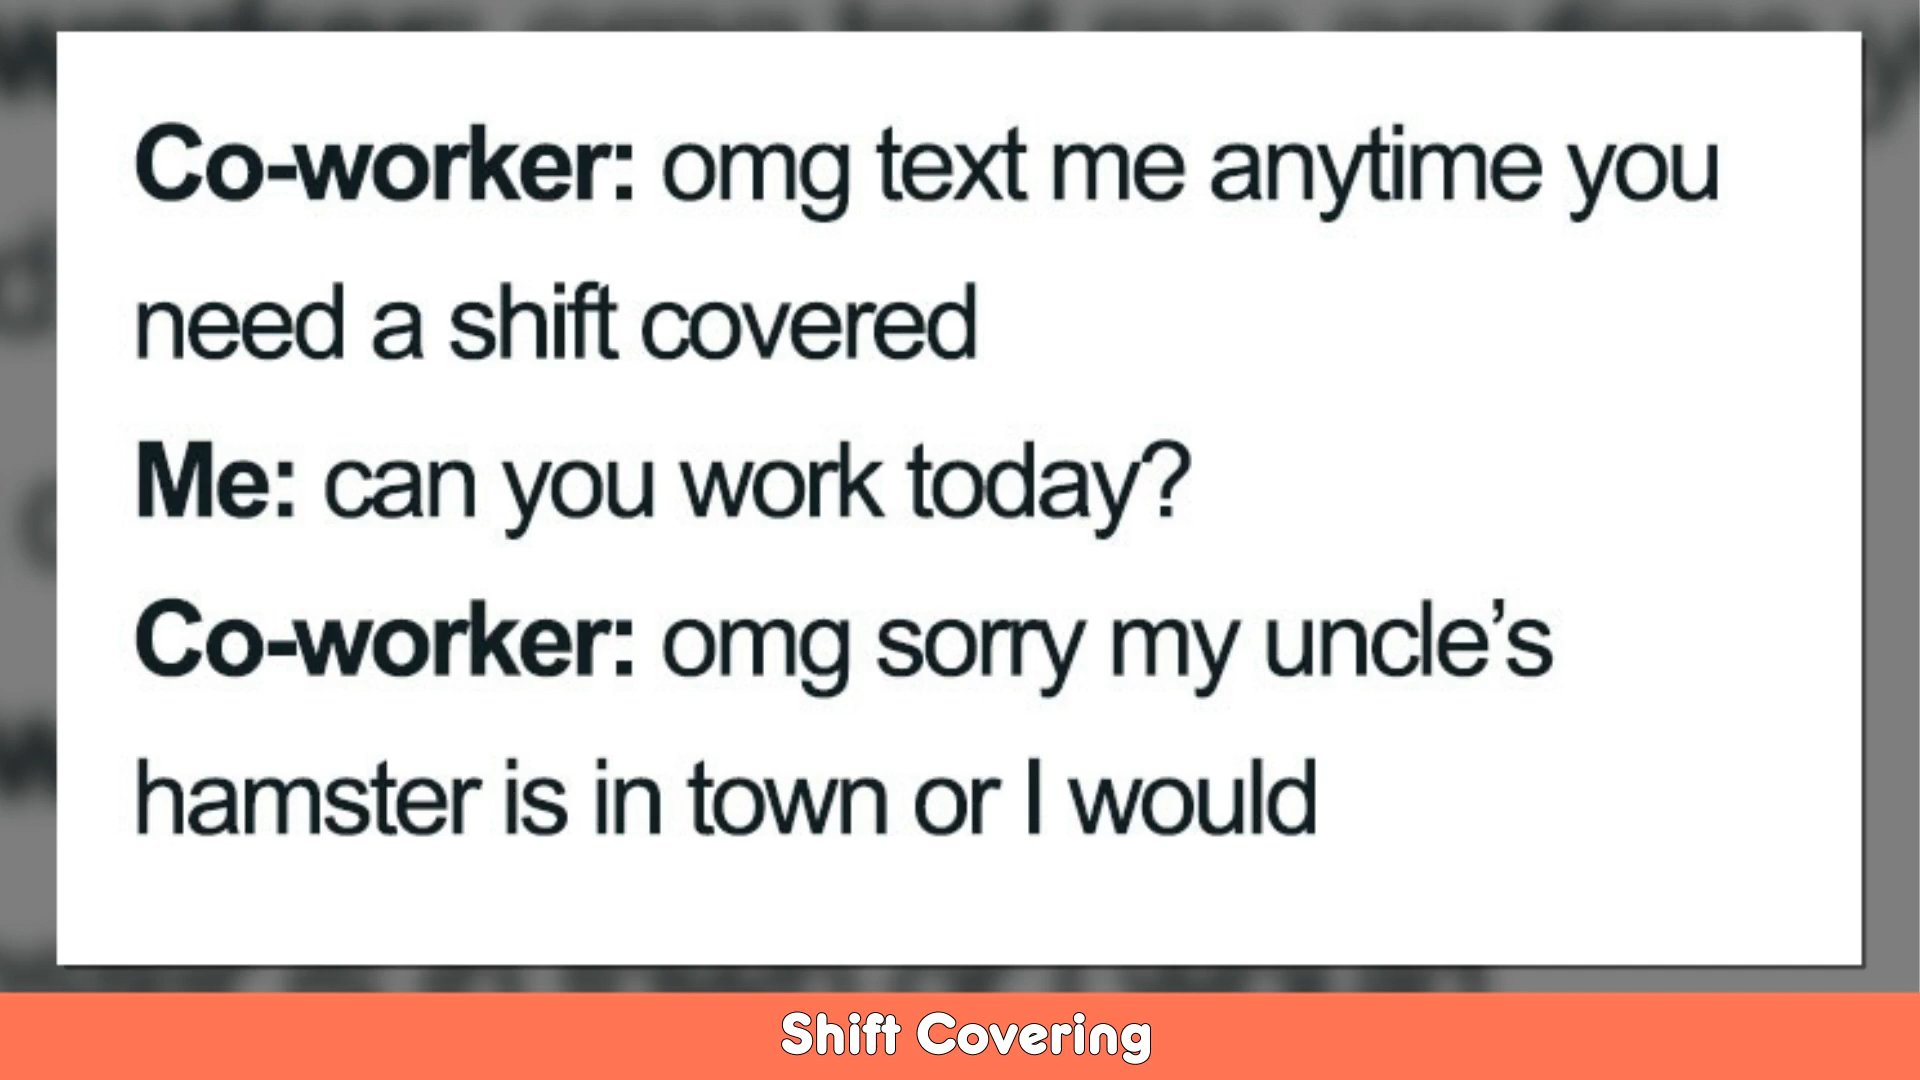 Co-worker: omg text me anytime you
need a shift covered
Me: can you work today?
Co-worker: omg sorry my uncle’s
hamster is in town or I would
Shift Covering